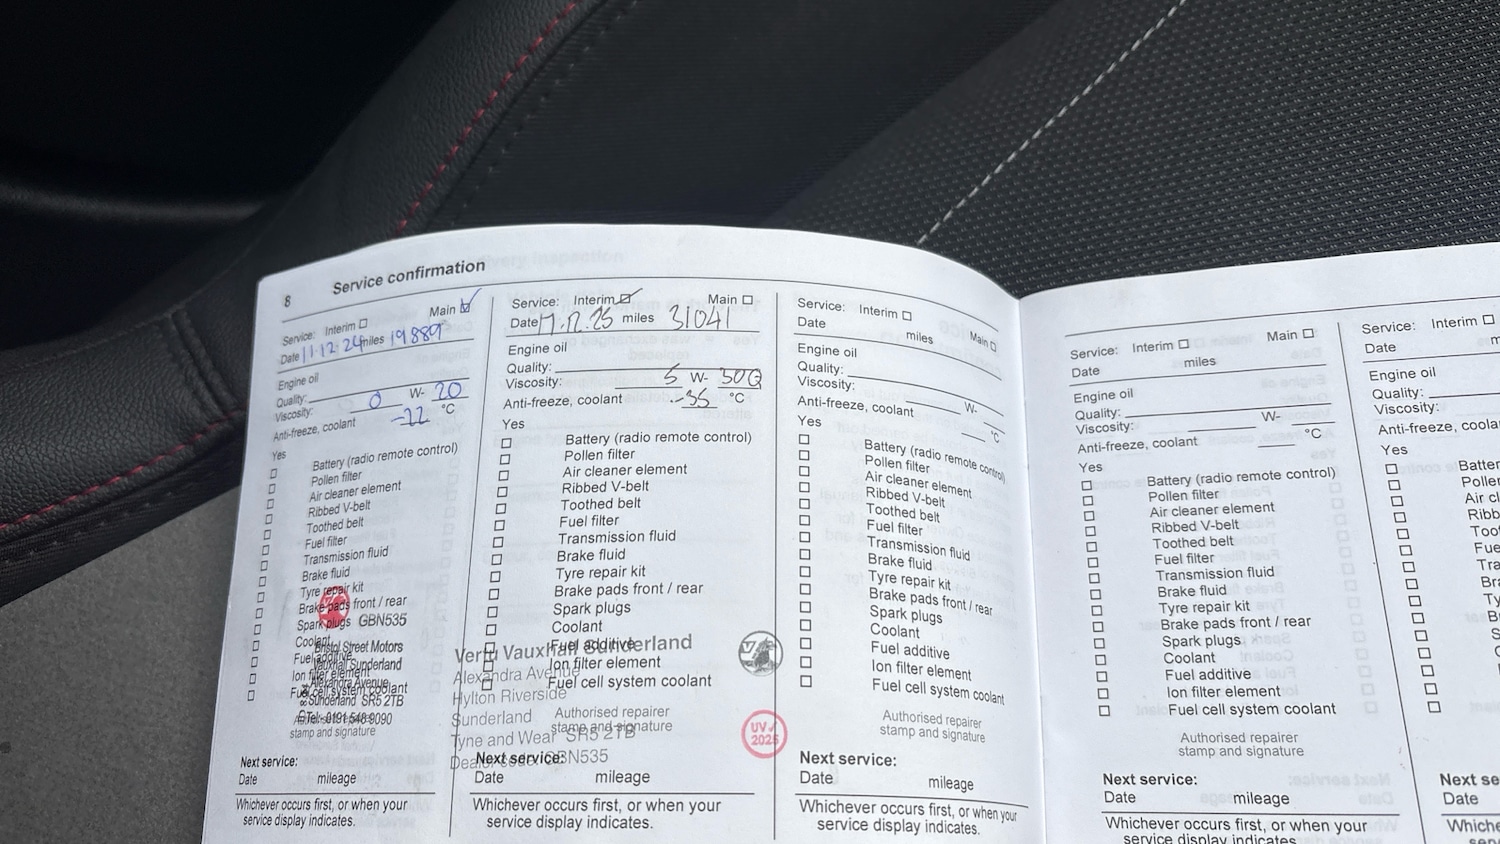 8 Service confirmation
Service: Interim Main
Date 11.12.24 miles 19889
Engine oil
Quality:
Viscosity: 0 W- 20
Anti-freeze, coolant -22 °C
Yes
Battery (radio remote control)
Pollen filter
Air cleaner element
Ribbed V-belt
Toothed belt
Fuel filter
Transmission fluid
Brake fluid
Tyre repair kit
Brake pads front / rear
Spark plugs GBN535
Coolant
Bristol Street Motors
Fuel additive
Vauxhall Sunderland
Ion filter element
Alexandra Avenue
Fuel cell system coolant
Sunderland SR5 2TB
Tel: 0191 548 9090
stamp and signature
Next service:
Date mileage
Whichever occurs first, or when your
service display indicates.
Service: Interim Main
Date 17.12.25 miles 31041
Engine oil
Quality:
Viscosity: 5 W- 30
Anti-freeze, coolant -35 °C
Yes
Battery (radio remote control)
Pollen filter
Air cleaner element
Ribbed V-belt
Toothed belt
Fuel filter
Transmission fluid
Brake fluid
Tyre repair kit
Brake pads front / rear
Spark plugs
Coolant
Fuel additive
Vertu Vauxhall Sunderland
Ion filter element
Alexandra Avenue
Fuel cell system coolant
Hylton Riverside
Sunderland
Authorised repairer
stamp and signature
Tyne and Wear SR5 2TB
Dealer code: GBN535
UV
2025
Next service:
Date mileage
Whichever occurs first, or when your
service display indicates.
Service: Interim Main
Date miles
Engine oil
Quality:
Viscosity: W-
Anti-freeze, coolant °C
Yes
Battery (radio remote control)
Pollen filter
Air cleaner element
Ribbed V-belt
Toothed belt
Fuel filter
Transmission fluid
Brake fluid
Tyre repair kit
Brake pads front / rear
Spark plugs
Coolant
Fuel additive
Ion filter element
Fuel cell system coolant
Authorised repairer
stamp and signature
Next service:
Date mileage
Whichever occurs first, or when your
service display indicates.
Service: Interim Main
Date miles
Engine oil
Quality:
Viscosity: W-
Anti-freeze, coolant °C
Yes
Battery (radio remote control)
Pollen filter
Air cleaner element
Ribbed V-belt
Toothed belt
Fuel filter
Transmission fluid
Brake fluid
Tyre repair kit
Brake pads front / rear
Spark plugs
Coolant
Fuel additive
Ion filter element
Fuel cell system coolant
Authorised repairer
stamp and signature
Next service:
Date mileage
Whichever occurs first, or when your
service display indicates.
Service: Interim
Date
Engine oil
Quality:
Viscosity:
Anti-freeze,
Yes
Next
Date